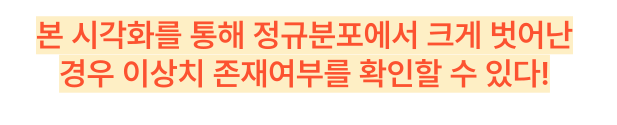 본 시각화를 통해 정규분포에서 크게 벗어난
경우 이상치 존재여부를 확인할 수 있다!